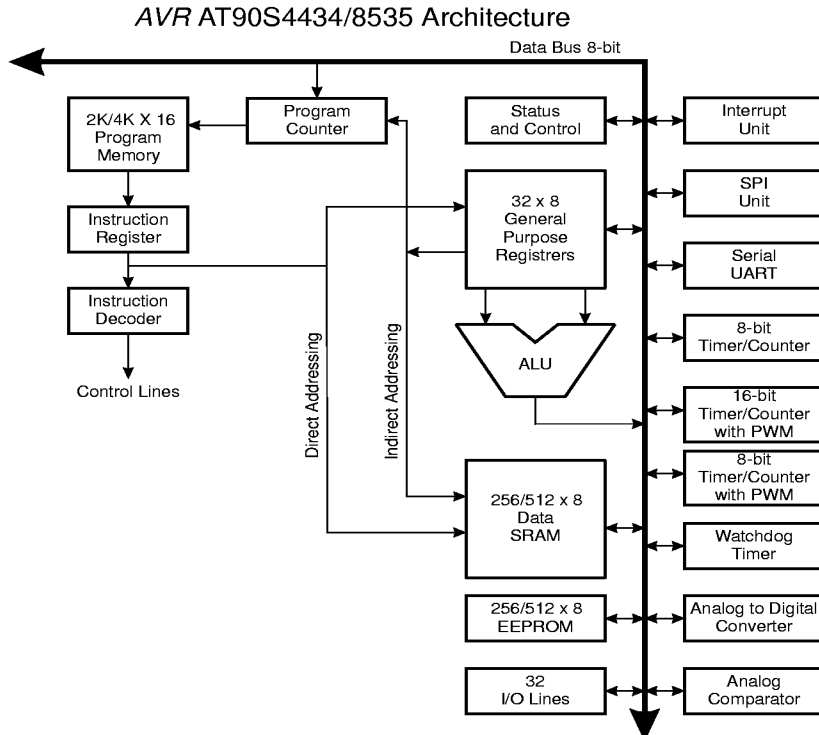 AVR AT90S4434/8535 Architecture
Data Bus 8-bit
2K/4K X 16
Program
Memory
Program
Counter
Status
and Control
Interrupt
Unit
Instruction
Register
32 x 8
General
Purpose
Registrers
SPI
Unit
Serial
UART
Instruction
Decoder
Control Lines
Direct Addressing
Indirect Addressing
ALU
8-bit
Timer/Counter
16-bit
Timer/Counter
with PWM
8-bit
Timer/Counter
with PWM
256/512 x 8
Data
SRAM
Watchdog
Timer
256/512 x 8
EEPROM
Analog to Digital
Converter
32
I/O Lines
Analog
Comparator